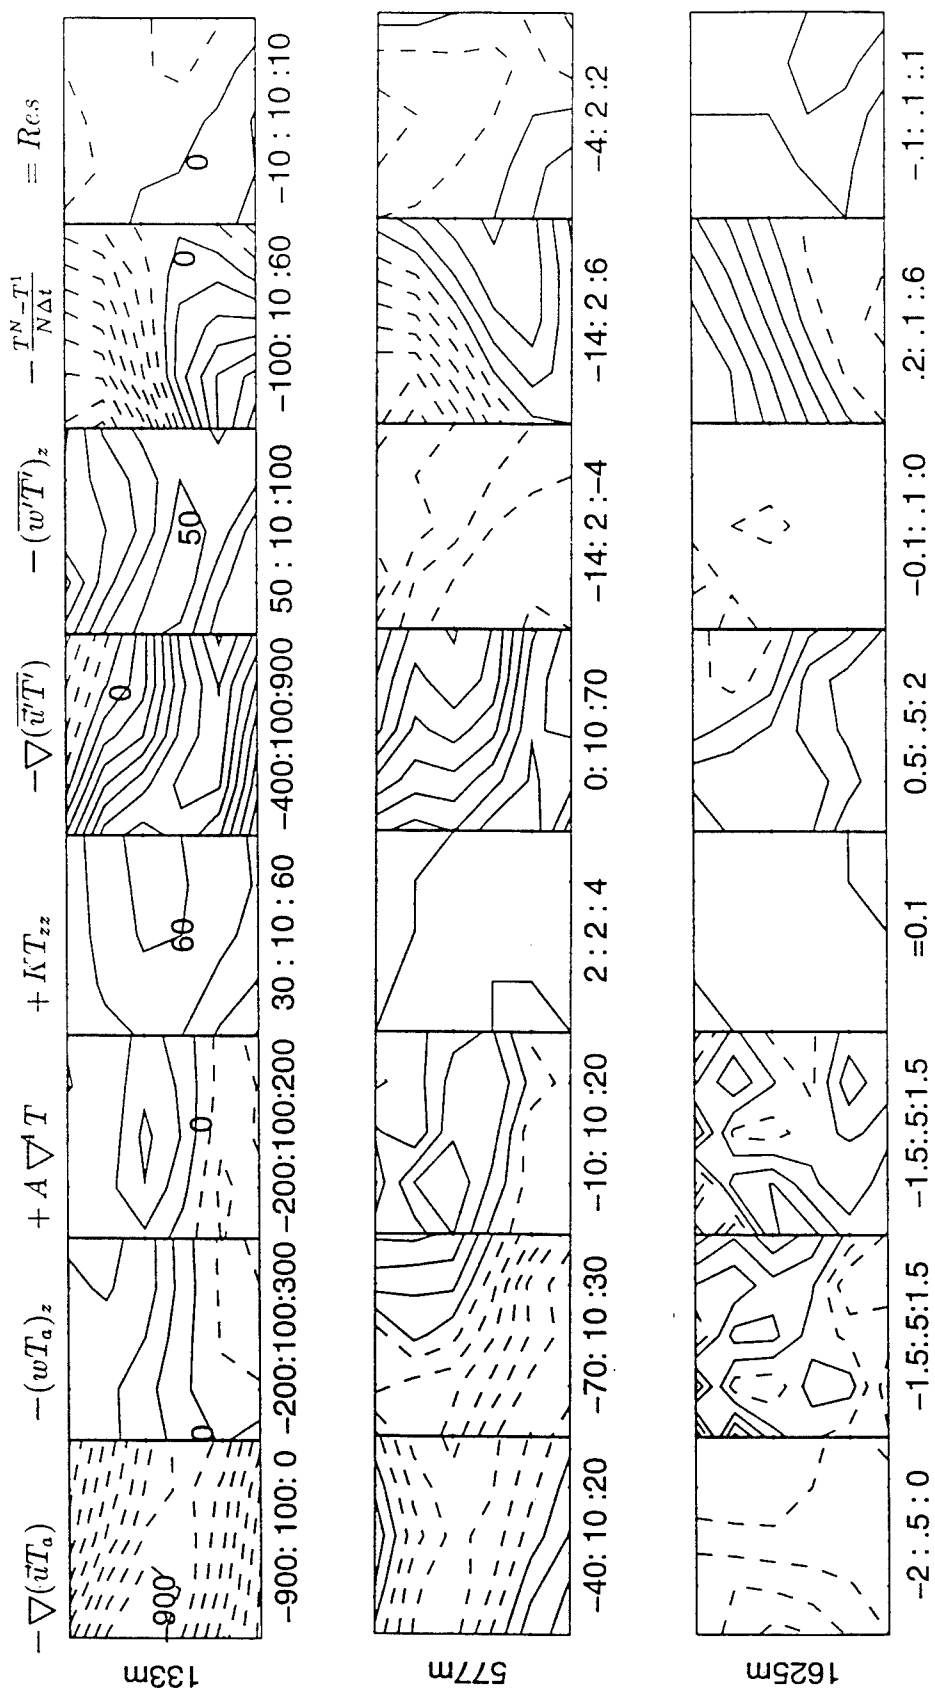 −∇(u⃗T_a) −(wT_a)_z +A∇⁴T +KT_zz −∇(\overline{u⃗'T'}) −(\overline{w'T'})_z −\frac{T^N−T^1}{NΔt} = Res
133m
−900
0
0
60
0
50
0
0
−900: 100: 0 −200:100:300 −200:100:200 30 : 10 : 60 −400:100:900 50 : 10 :100 −100: 10 :60 −10 : 10 :10
577m
−40: 10 :20 −70: 10 :30 −10: 10 :20 2 : 2 : 4 0: 10 :70 −14: 2 :−4 −14: 2 :6 −4: 2 :2
1625m
−2 : .5 : 0 −1.5:.5:1.5 −1.5:.5:1.5 =0.1 0.5: .5: 2 −0.1: .1 :0 .2: .1 :.6 −.1: .1 :.1